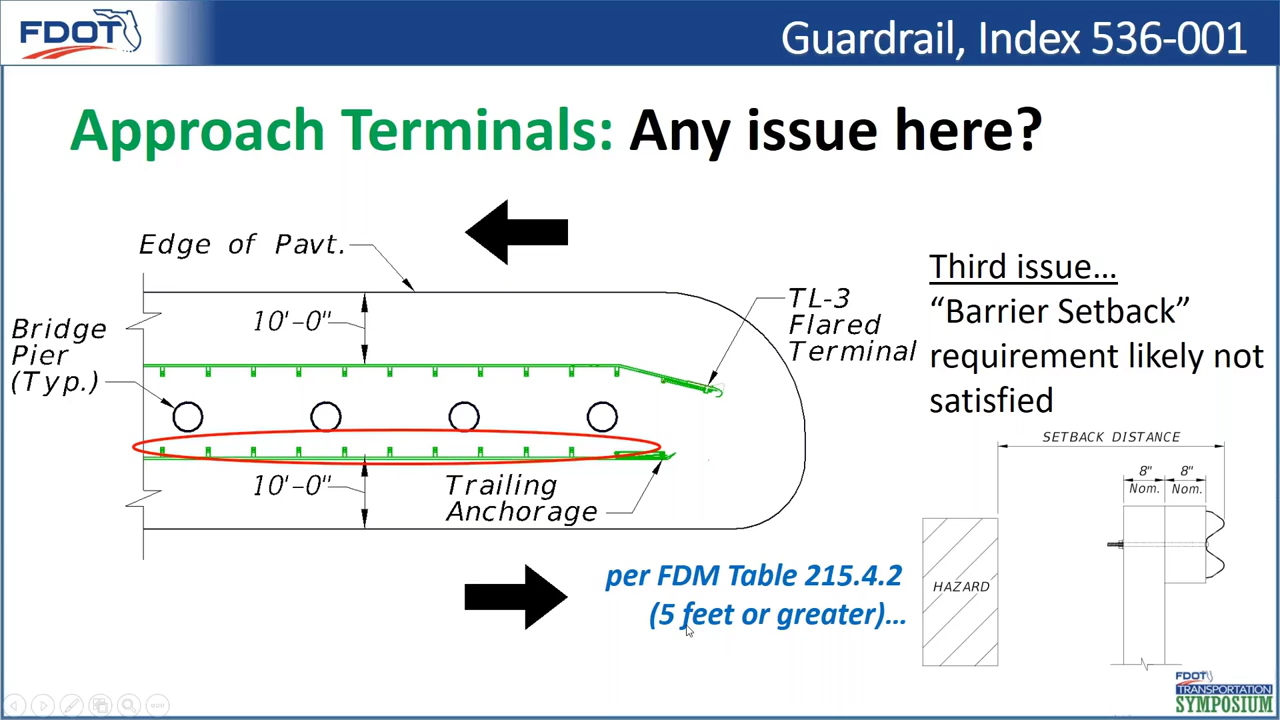 FDOT
Guardrail, Index 536-001
Approach Terminals: Any issue here?
Edge of Pavt.
10'-0"
TL-3
Flared
Terminal
Bridge
Pier
(Typ.)
10'-0"
Trailing
Anchorage
Third issue…
“Barrier Setback”
requirement likely not
satisfied
SETBACK DISTANCE
8" 8"
Nom. Nom.
HAZARD
per FDM Table 215.4.2
(5 feet or greater)…
FDOT
TRANSPORTATION
SYMPOSIUM